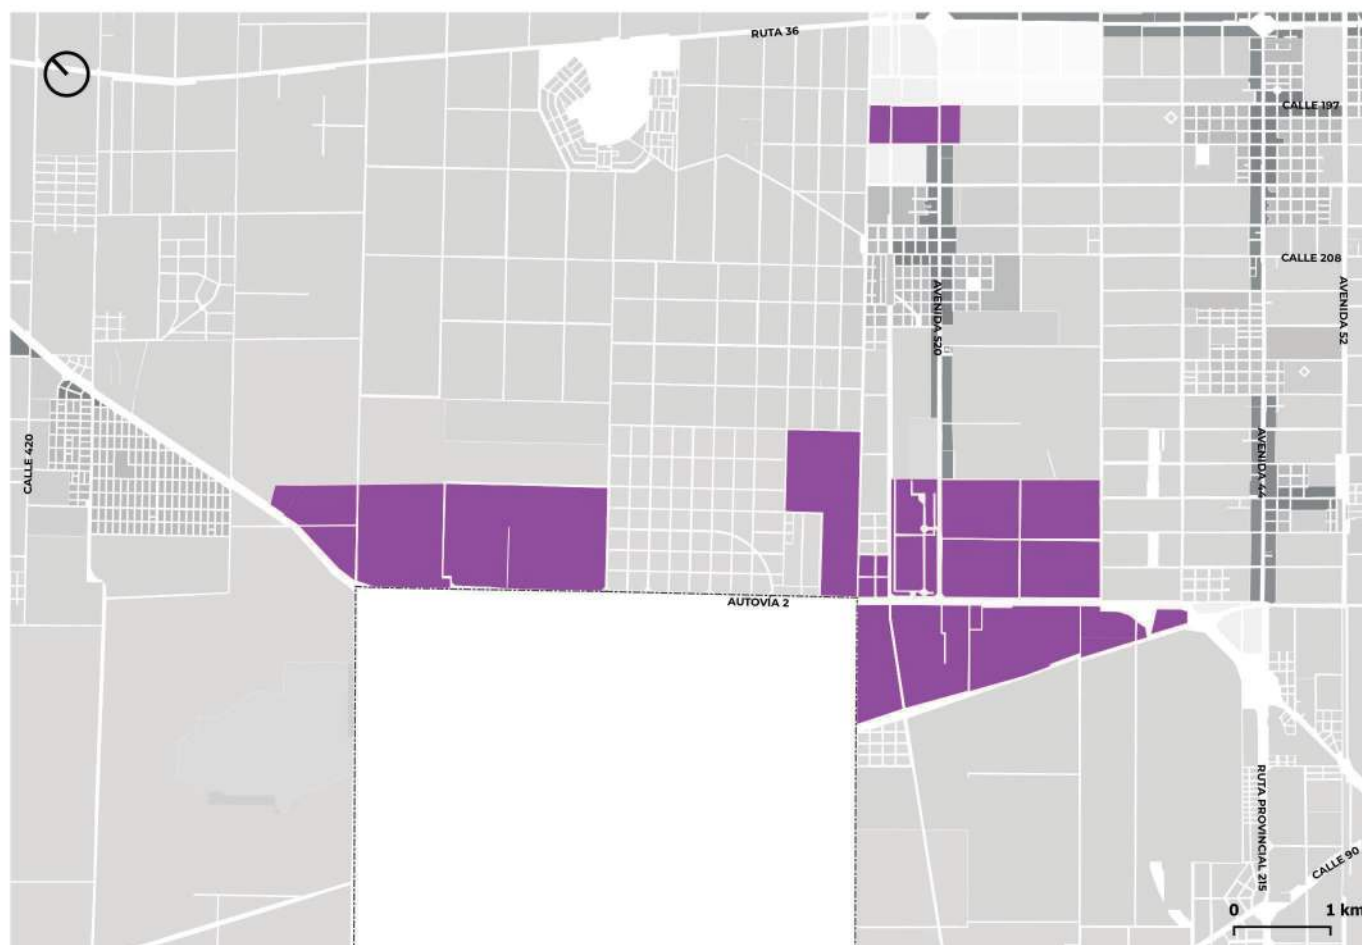 RUTA 36
CALLE 197
CALLE 208
AVENIDA 520
AVENIDA 52
CALLE 420
AVENIDA 44
AUTOVÍA 2
RUTA PROVINCIAL 215
CALLE 90
0 1 km